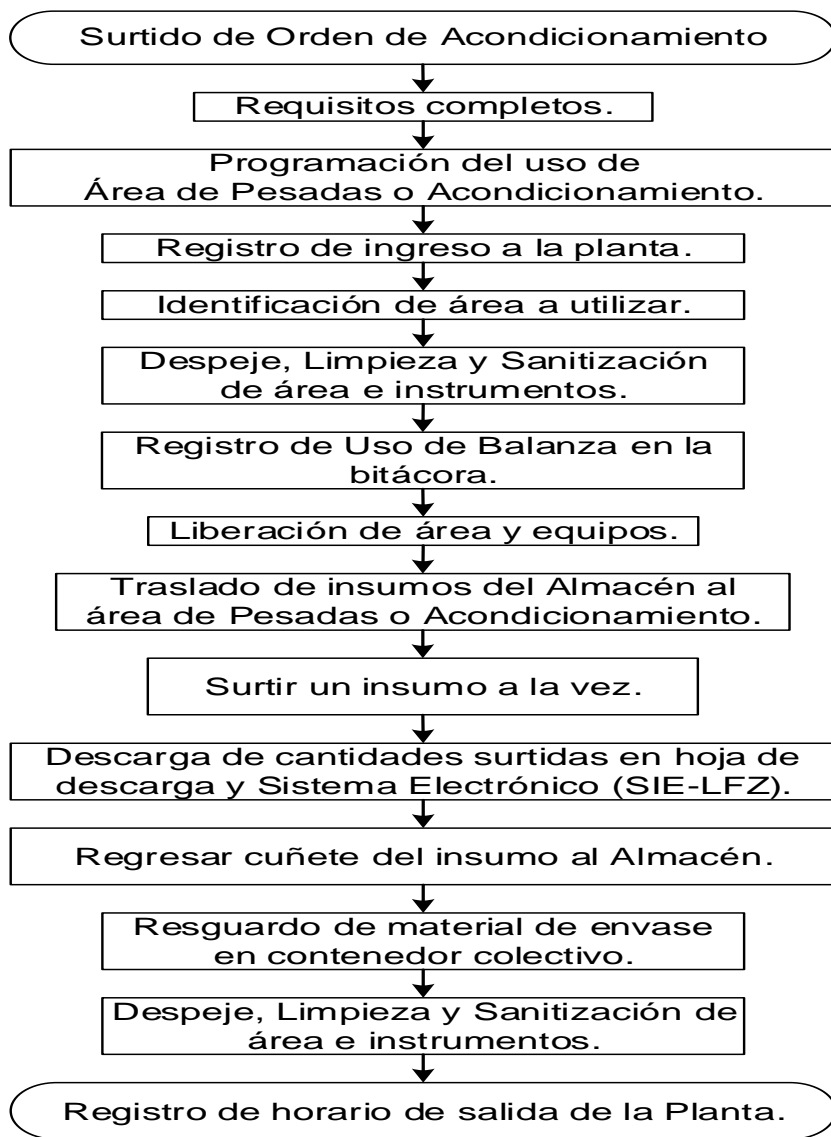 Surtido de Orden de Acondicionamiento
Requisitos completos.
Programación del uso de
Área de Pesadas o Acondicionamiento.
Registro de ingreso a la planta.
Identificación de área a utilizar.
Despeje, Limpieza y Sanitización
de área e instrumentos.
Registro de Uso de Balanza en la
bitácora.
Liberación de área y equipos.
Traslado de insumos del Almacén al
área de Pesadas o Acondicionamiento.
Surtir un insumo a la vez.
Descarga de cantidades surtidas en hoja de
descarga y Sistema Electrónico (SIE-LFZ).
Regresar cuñete del insumo al Almacén.
Resguardo de material de envase
en contenedor colectivo.
Despeje, Limpieza y Sanitización de
área e instrumentos.
Registro de horario de salida de la Planta.